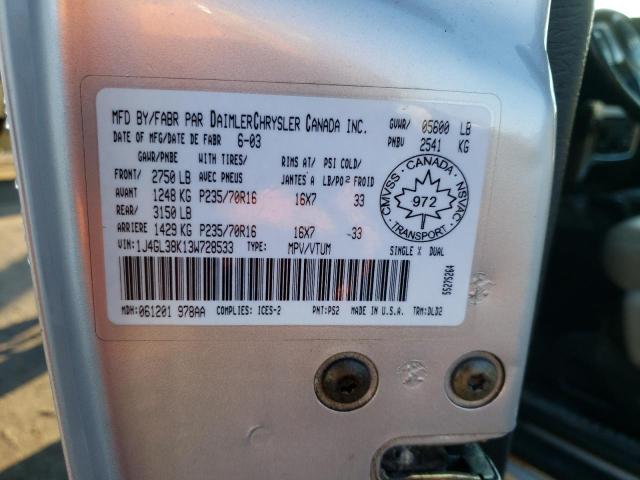 MFD BY/FABR PAR DAIMLERCHRYSLER CANADA INC.
GVWR/ 05600 LB
DATE OF MFG/DATE DE FABR 6-03
PNBV 2541 KG
GAWR/PNBE WITH TIRES/ RIMS AT/ PSI COLD/
FRONT/ 2750 LB AVEC PNEUS JANTES À LB/PO² FROID
AVANT 1248 KG P235/70R16 16X7 33
REAR/ 3150 LB
ARRIERE 1429 KG P235/70R16 16X7 33
CANADA
CMVSS NSVAC
972
TRANSPORT
VIN: 1J4GL38K13W728533 TYPE: MPV/VTUM SINGLE X DUAL
55275264
MDH: 061201 978AA COMPLIES: ICES-2 PNT: PS2 MADE IN U.S.A. TRM: DLD2